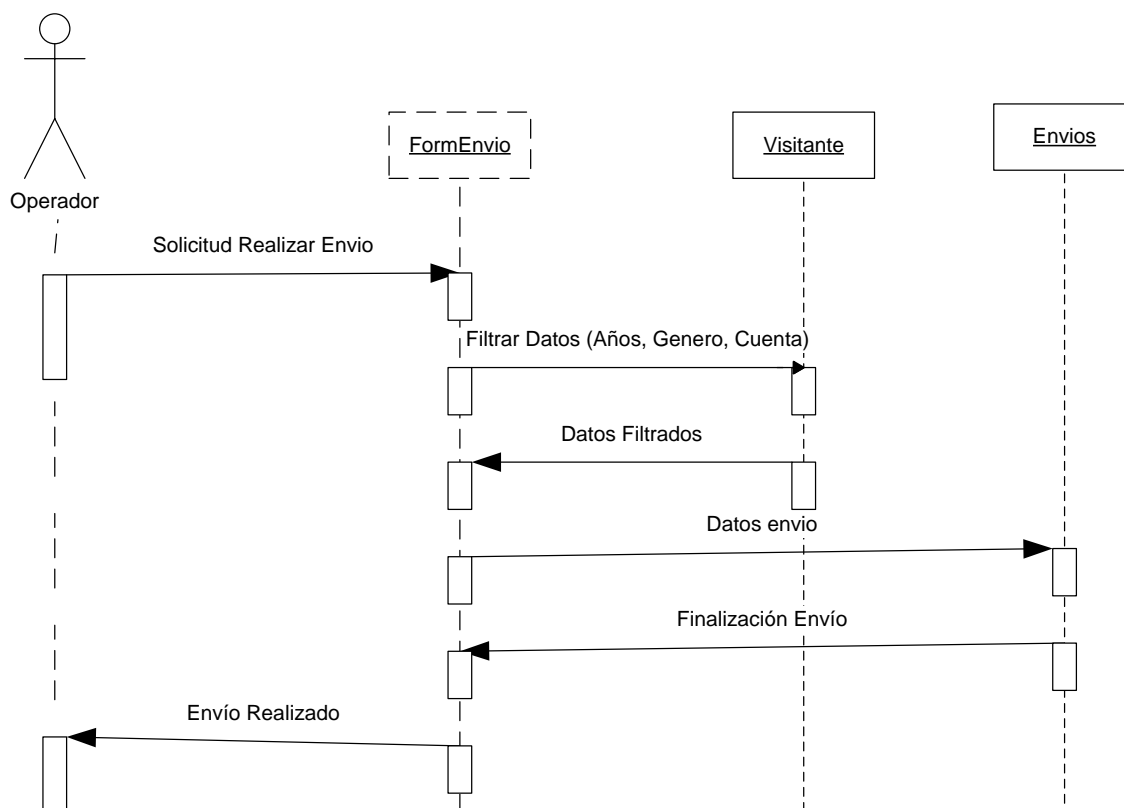 FormEnvio
Visitante
Envios
Operador
Solicitud Realizar Envio
Filtrar Datos (Años, Genero, Cuenta)
Datos Filtrados
Datos envio
Finalización Envío
Envío Realizado